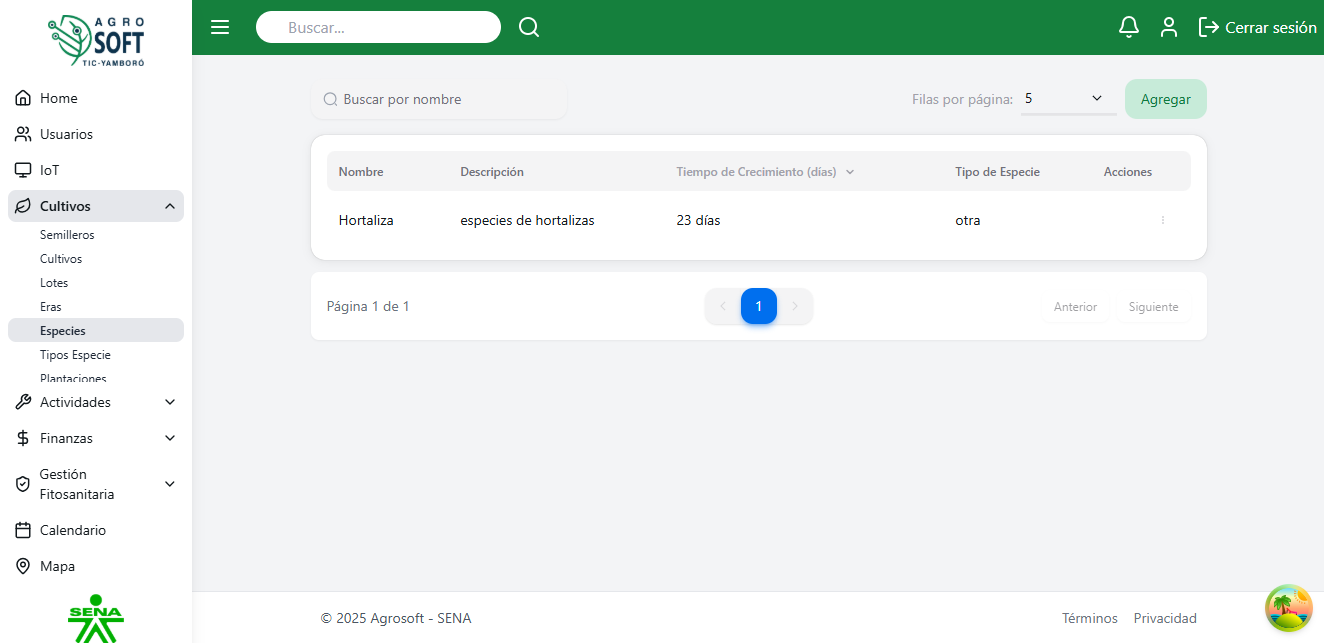 AGRO
SOFT
TIC-YAMBORÓ
Buscar...
Cerrar sesión
Home
Usuarios
IoT
Cultivos
Semilleros
Cultivos
Lotes
Eras
Especies
Tipos Especie
Plantaciones
Actividades
Finanzas
Gestión
Fitosanitaria
Calendario
Mapa
SENA
Buscar por nombre
Filas por página: 5
Agregar
Nombre Descripción Tiempo de Crecimiento (días) Tipo de Especie Acciones
Hortaliza especies de hortalizas 23 días otra
Página 1 de 1
1
Anterior Siguiente
© 2025 Agrosoft - SENA
Términos Privacidad